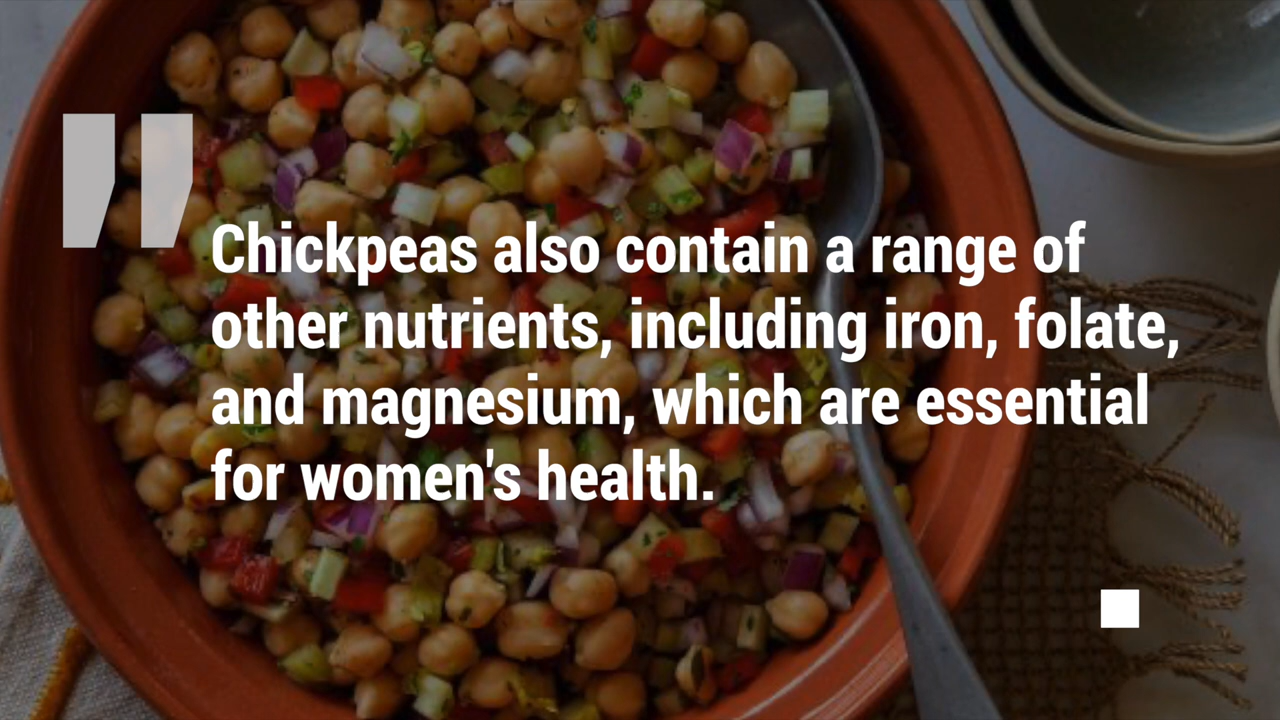 "
Chickpeas also contain a range of
other nutrients, including iron, folate,
and magnesium, which are essential
for women's health.